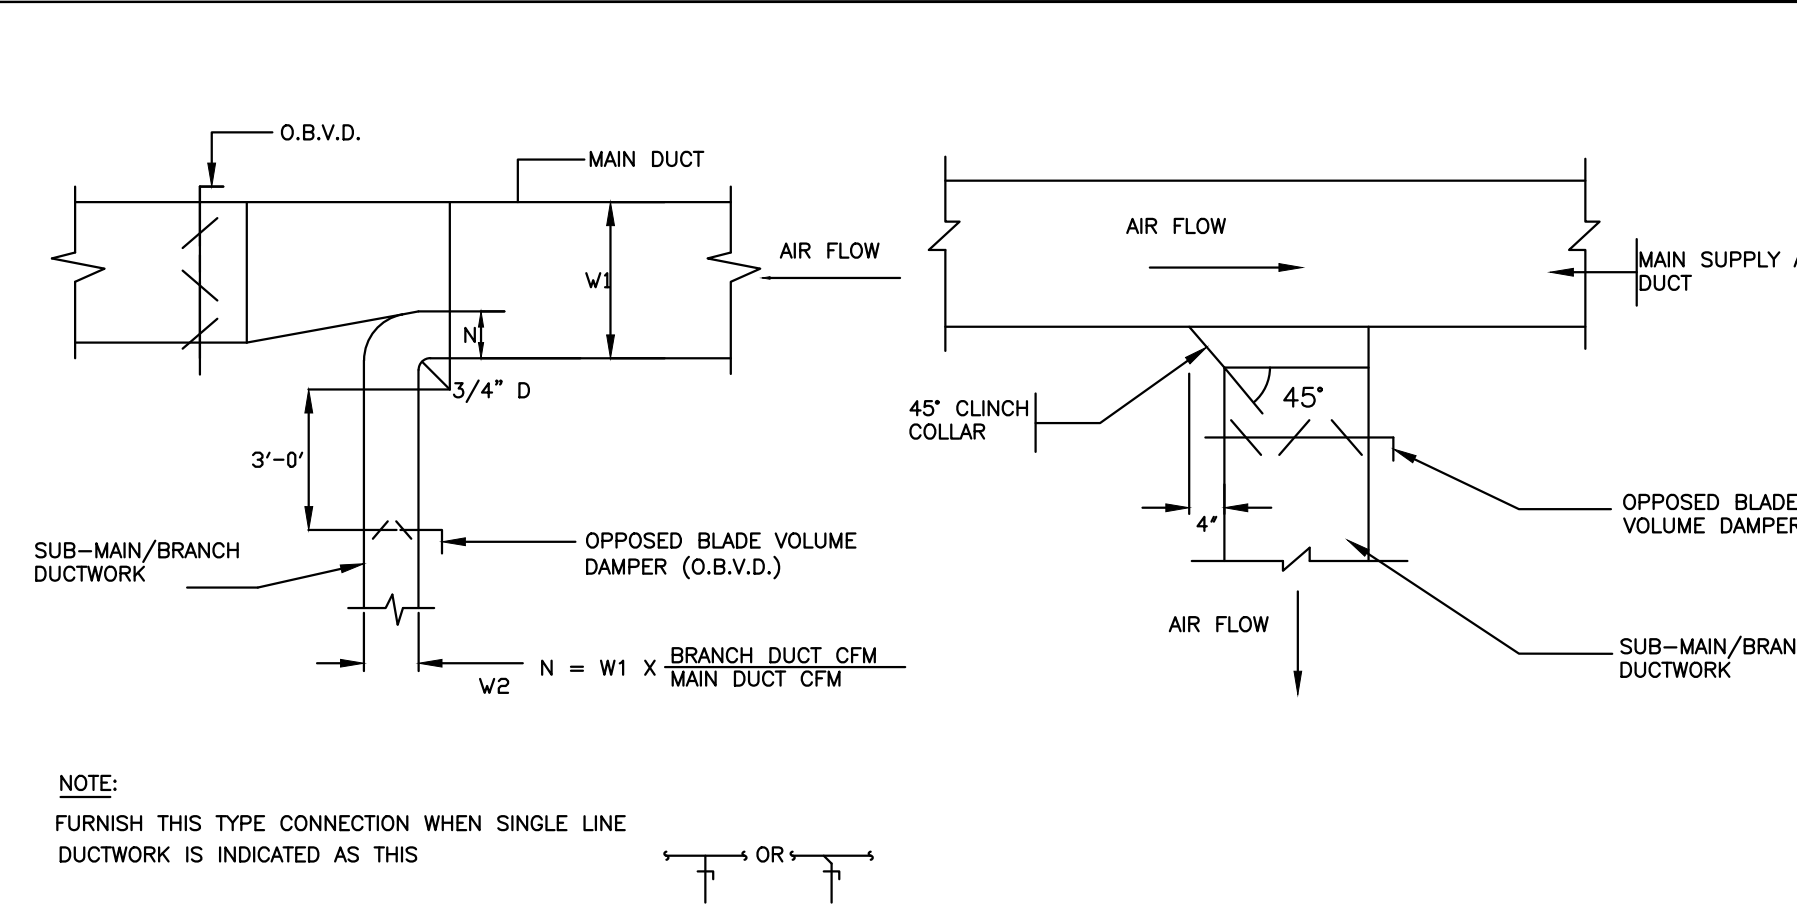 O.B.V.D.
MAIN DUCT
AIR FLOW
W1
N
3/4" D
3'-0'
SUB-MAIN/BRANCH
DUCTWORK
OPPOSED BLADE VOLUME
DAMPER (O.B.V.D.)
W2
N = W1 X BRANCH DUCT CFM
MAIN DUCT CFM
AIR FLOW
MAIN SUPPLY A
DUCT
45° CLINCH
COLLAR
45°
4"
OPPOSED BLADE
VOLUME DAMPER
AIR FLOW
SUB-MAIN/BRAN
DUCTWORK
NOTE:
FURNISH THIS TYPE CONNECTION WHEN SINGLE LINE
DUCTWORK IS INDICATED AS THIS
OR